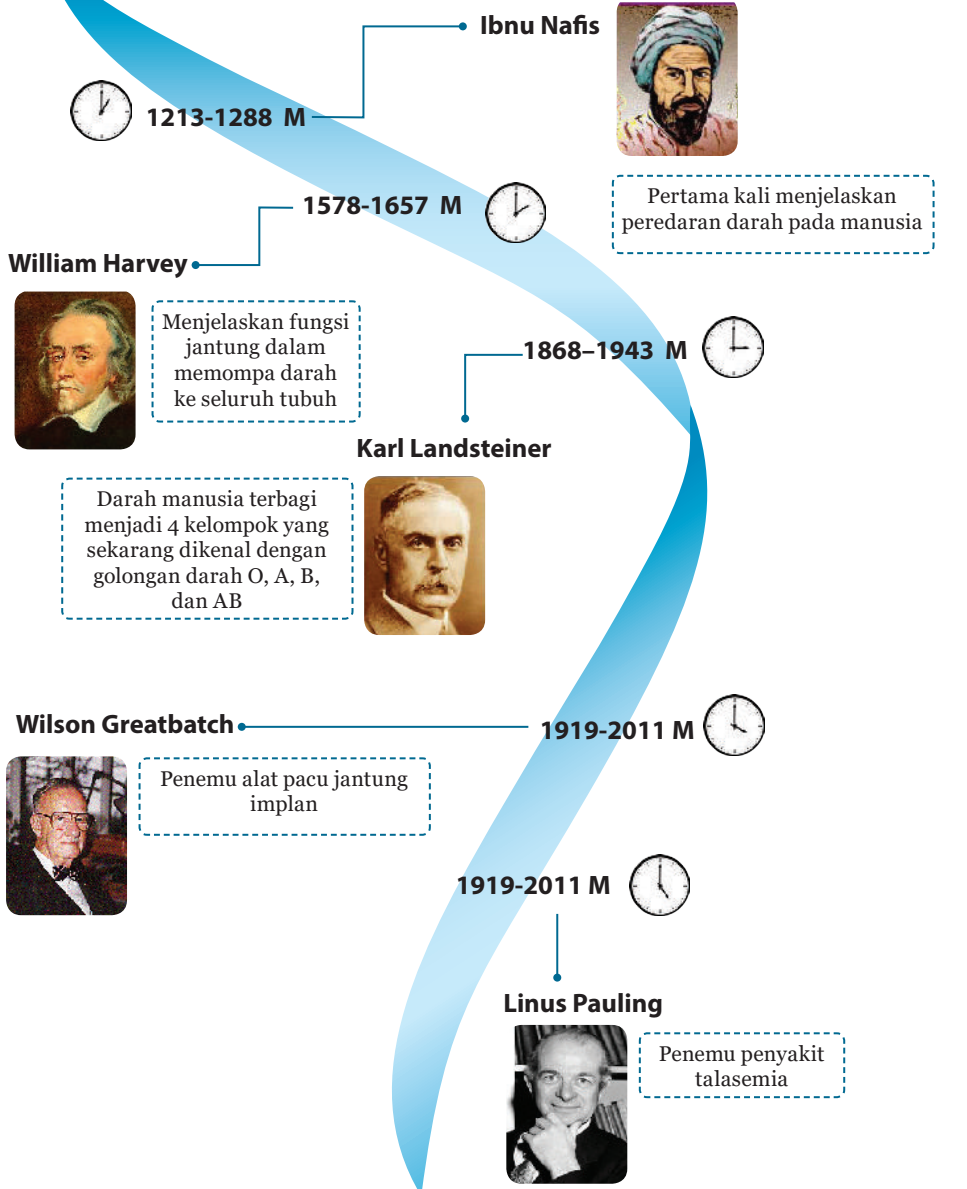 Ibnu Nafis
1213-1288 M
Pertama kali menjelaskan
peredaran darah pada manusia
1578-1657 M
William Harvey
Menjelaskan fungsi
jantung dalam
memompa darah
ke seluruh tubuh
1868–1943 M
Karl Landsteiner
Darah manusia terbagi
menjadi 4 kelompok yang
sekarang dikenal dengan
golongan darah O, A, B,
dan AB
Wilson Greatbatch
1919-2011 M
Penemu alat pacu jantung
implan
1919-2011 M
Linus Pauling
Penemu penyakit
talasemia